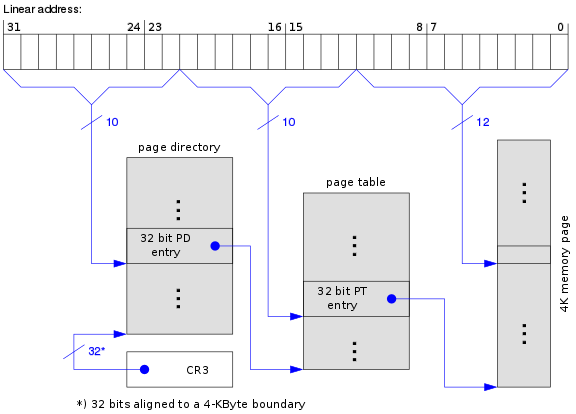 Linear address:
31 24 23 16 15 8 7 0
10 10 12
page directory
page table
32 bit PD
entry
32 bit PT
entry
4K memory page
32*
CR3
*) 32 bits aligned to a 4-KByte boundary